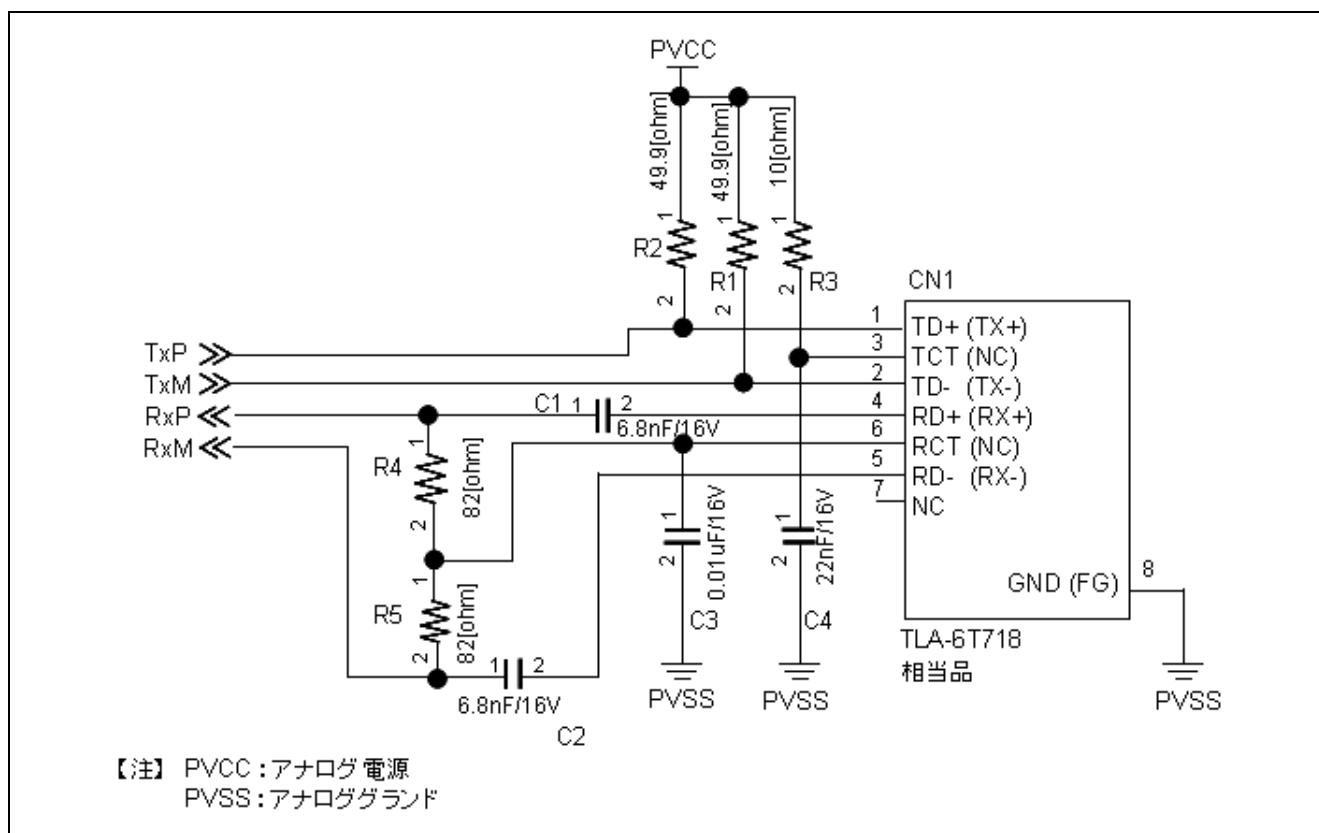 PVCC
49.9[ohm]
49.9[ohm]
10[ohm]
1
1
1
R2
R1
R3
2
2
2
CN1
1
TD+ (TX+)
3
TCT (NC)
2
TD- (TX-)
4
RD+ (RX+)
6
RCT (NC)
5
RD- (RX-)
7
NC
GND (FG)
8
TLA-6T718
相当品
TxP
TxM
RxP
RxM
C1
1
2
6.8nF/16V
1
R4
82[ohm]
2
1
R5
82[ohm]
2
1
2
6.8nF/16V
C2
1
2
0.01uF/16V
C3
PVSS
1
2
22nF/16V
C4
PVSS
PVSS
【注】 PVCC：アナログ電源
PVSS：アナロググランド